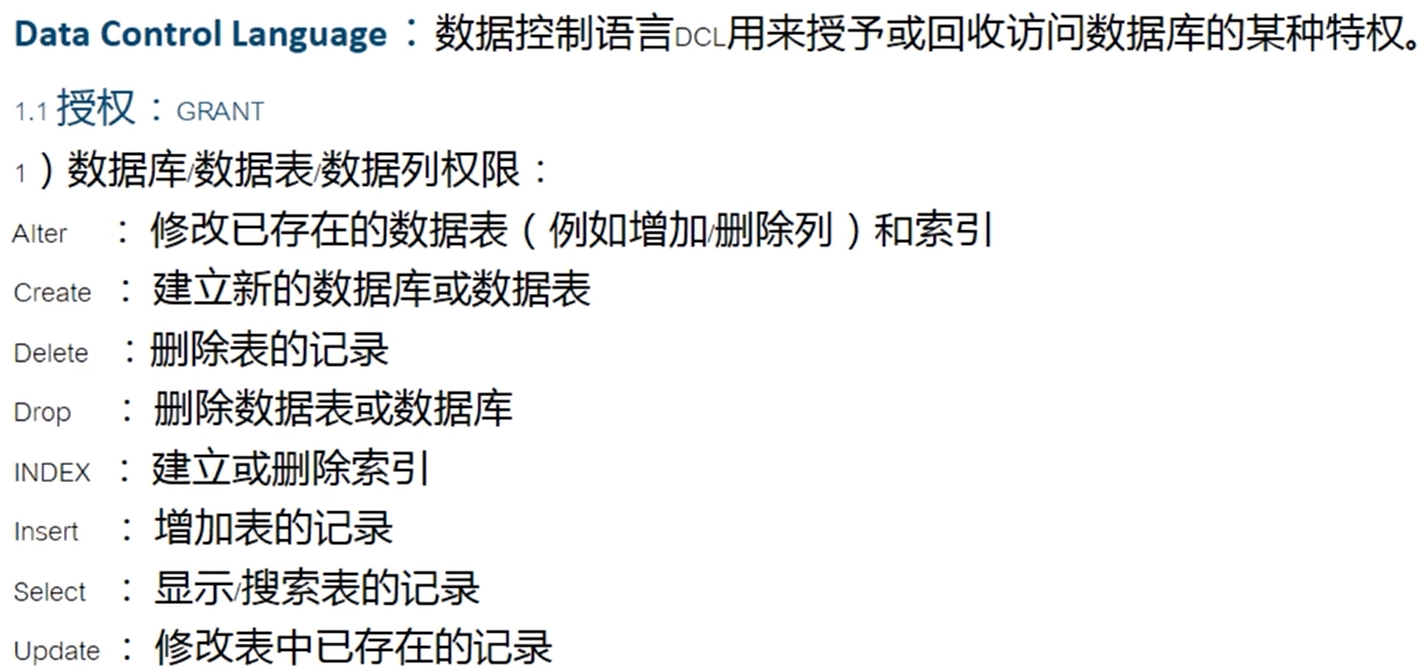 Data Control Language：数据控制语言DCL用来授予或回收访问数据库的某种特权。
1.1 授权：GRANT
1）数据库/数据表/数据列权限：
Alter ：修改已存在的数据表（例如增加/删除列）和索引
Create ：建立新的数据库或数据表
Delete ：删除表的记录
Drop ：删除数据表或数据库
INDEX ：建立或删除索引
Insert ：增加表的记录
Select ：显示/搜索表的记录
Update ：修改表中已存在的记录